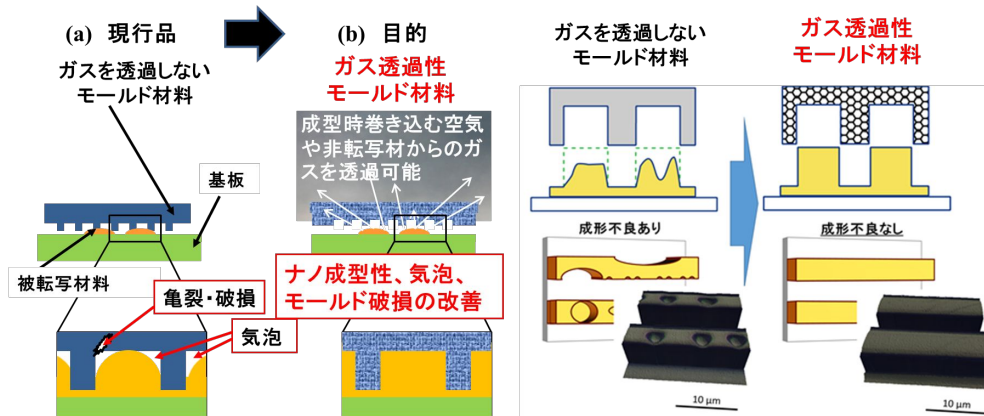 (a) 現行品
ガスを透過しない
モールド材料
基板
被転写材料
亀裂・破損
気泡
(b) 目的
ガス透過性
モールド材料
成型時巻き込む空気
や非転写材からのガ
スを透過可能
ナノ成型性、気泡、
モールド破損の改善
ガスを透過しない
モールド材料
成形不良あり
10 μm
ガス透過性
モールド材料
成形不良なし
10 μm